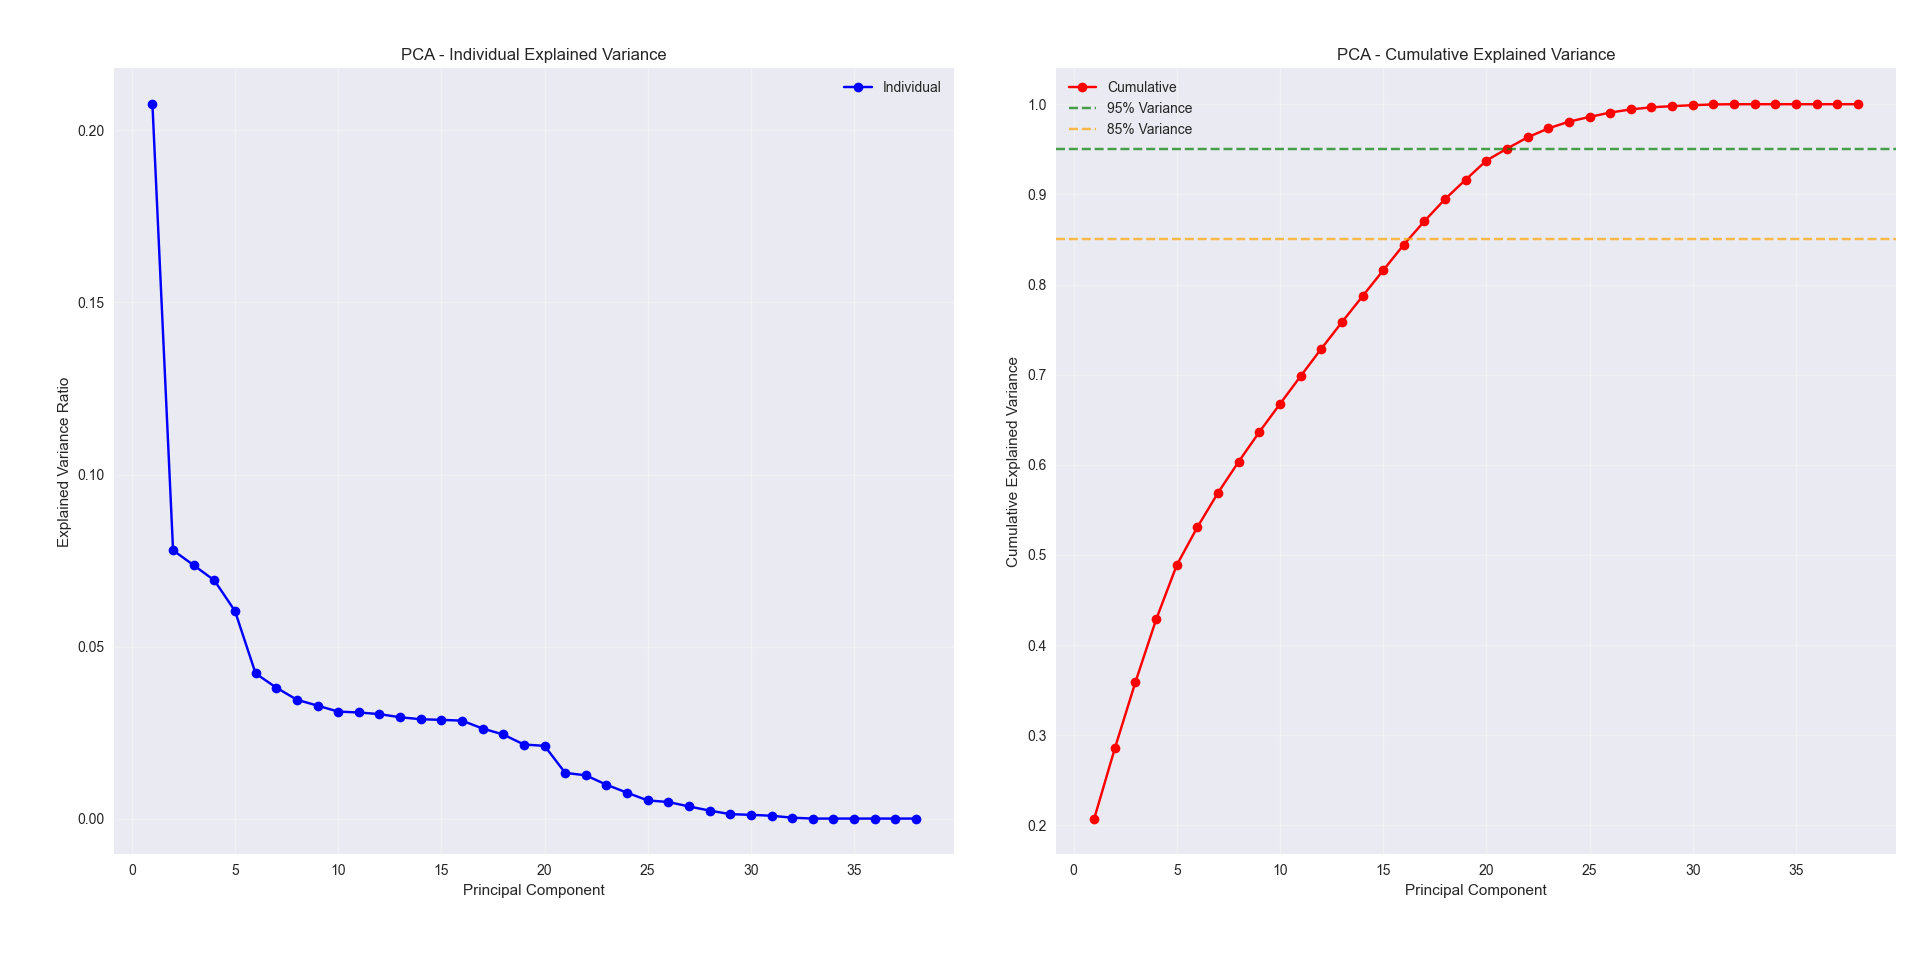 PCA - Individual Explained Variance
Individual
0.20
0.15
0.10
0.05
0.00
Explained Variance Ratio
0 5 10 15 20 25 30 35
Principal Component
PCA - Cumulative Explained Variance
Cumulative
95% Variance
85% Variance
1.0
0.9
0.8
0.7
0.6
0.5
0.4
0.3
0.2
Cumulative Explained Variance
0 5 10 15 20 25 30 35
Principal Component